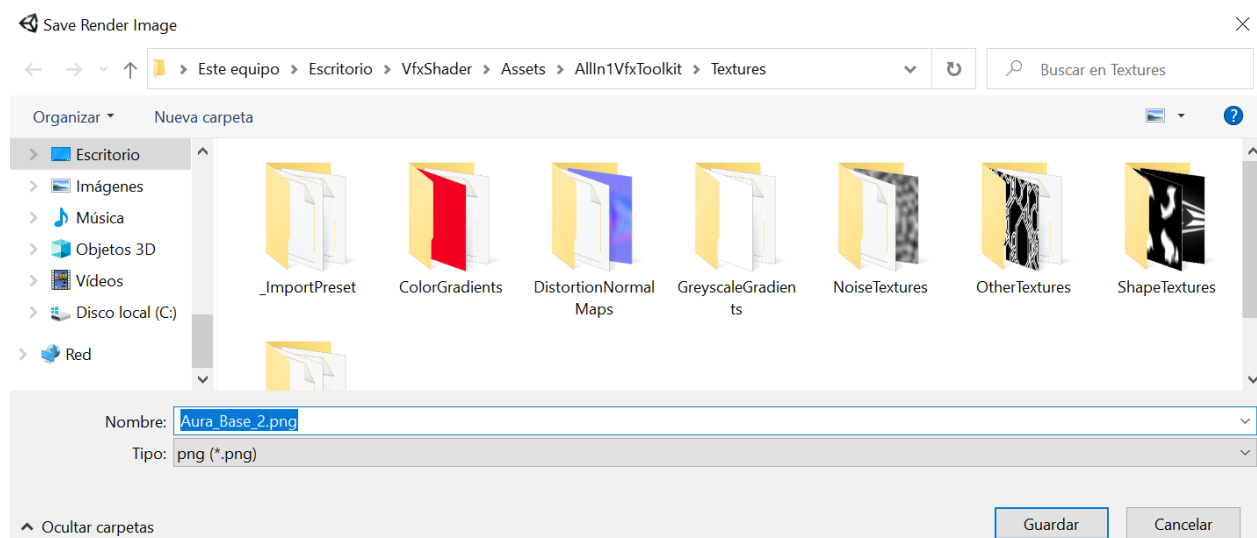 Save Render Image
Este equipo > Escritorio > VfxShader > Assets > AllIn1VfxToolkit > Textures
Buscar en Textures
Organizar
Nueva carpeta
Escritorio
Imágenes
Música
Objetos 3D
Vídeos
Disco local (C:)
Red
_ImportPreset
ColorGradients
DistortionNormal
Maps
GreyscaleGradien
ts
NoiseTextures
OtherTextures
ShapeTextures
Nombre: Aura_Base_2.png
Tipo: png (*.png)
Ocultar carpetas
Guardar
Cancelar